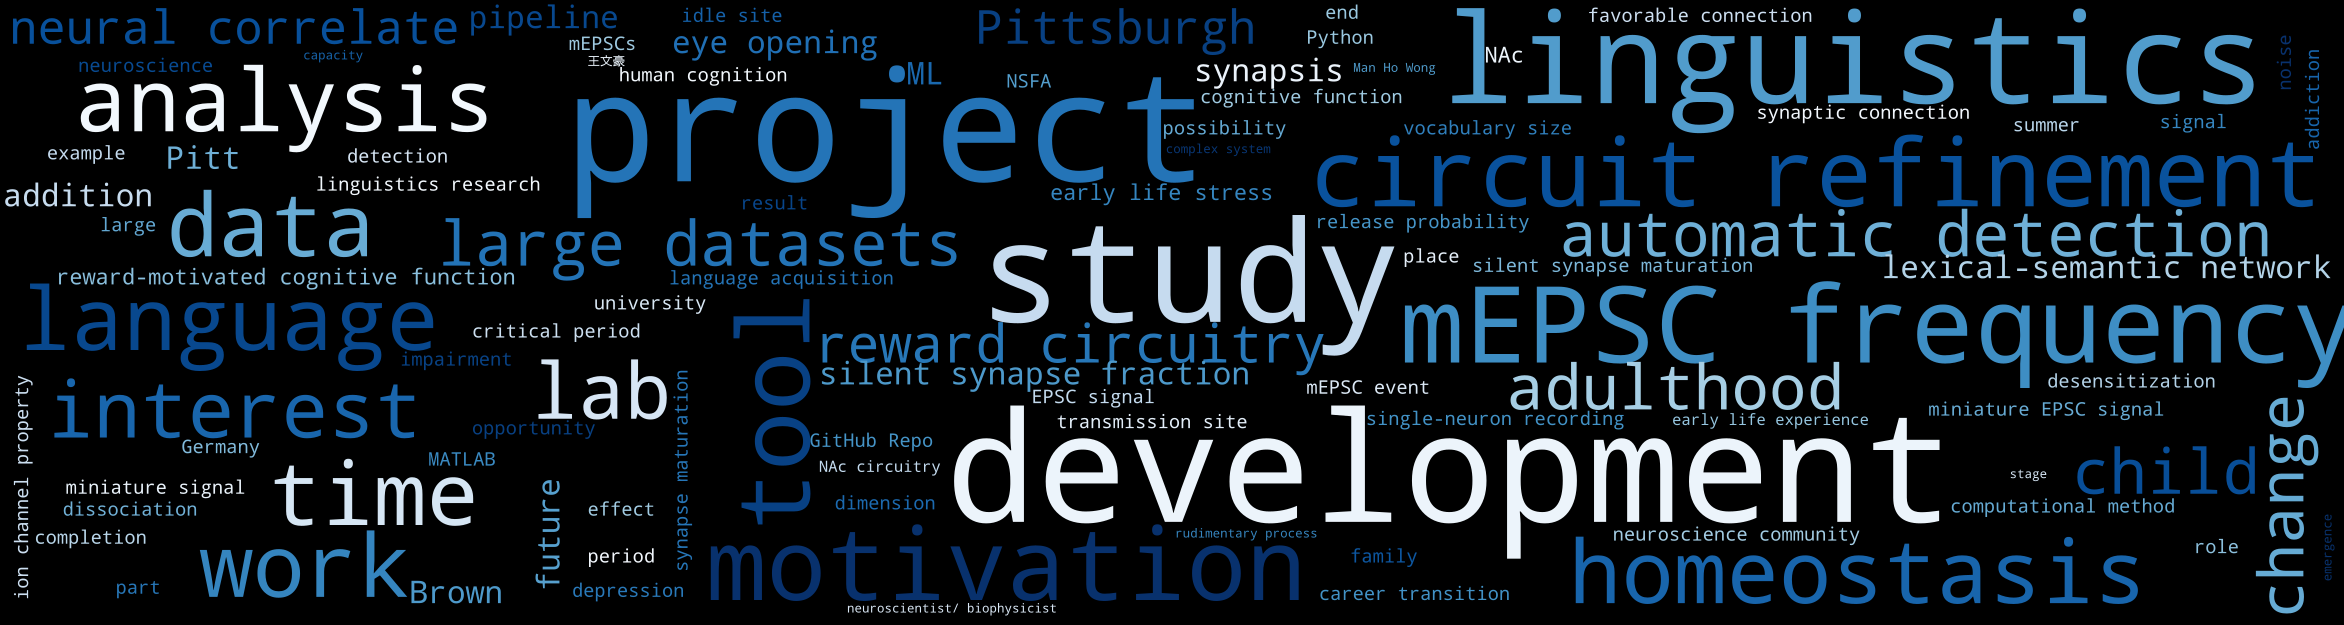 neural correlate
pipeline
idle site
Pittsburgh
end
favorable connection
linguistics
capacity
mEPSCs
eye opening
Python
neuroscience
王文豪
human cognition
ML
NSFA
synapsis
Man Ho Wong
NAc
noise
addiction
analysis
project
cognitive function
synaptic connection
example
Pitt
detection
possibility
complex system
vocabulary size
summer
signal
addition
linguistics research
early life stress
circuit refinement
large
data
result
large datasets
study
release probability
automatic detection
reward-motivated cognitive function
language acquisition
place
silent synapse maturation
lexical-semantic network
language
university
critical period
impairment
tool
reward circuitry
mEPSC frequency
silent synapse fraction
interest
lab
synapse maturation
EPSC signal
mEPSC event
adulthood
desensitization
ion channel property
opportunity
transmission site
single-neuron recording
early life experience
miniature EPSC signal
Germany
MATLAB
GitHub Repo
NAc circuitry
development
change
miniature signal
dissociation
time
future
effect
dimension
stage
child
computational method
completion
work
period
motivation
rudimentary process
family
neuroscience community
homeostasis
role
emergence
part
Brown
depression
neuroscientist/ biophysicist
career transition